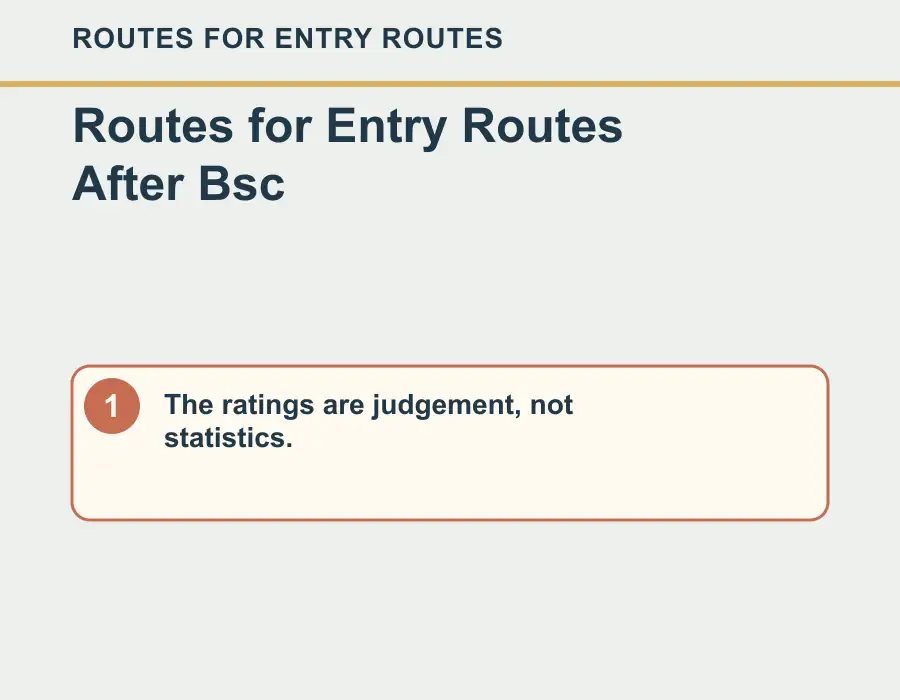 ROUTES FOR ENTRY ROUTES
Routes for Entry Routes
After Bsc
1
The ratings are judgement, not
statistics.